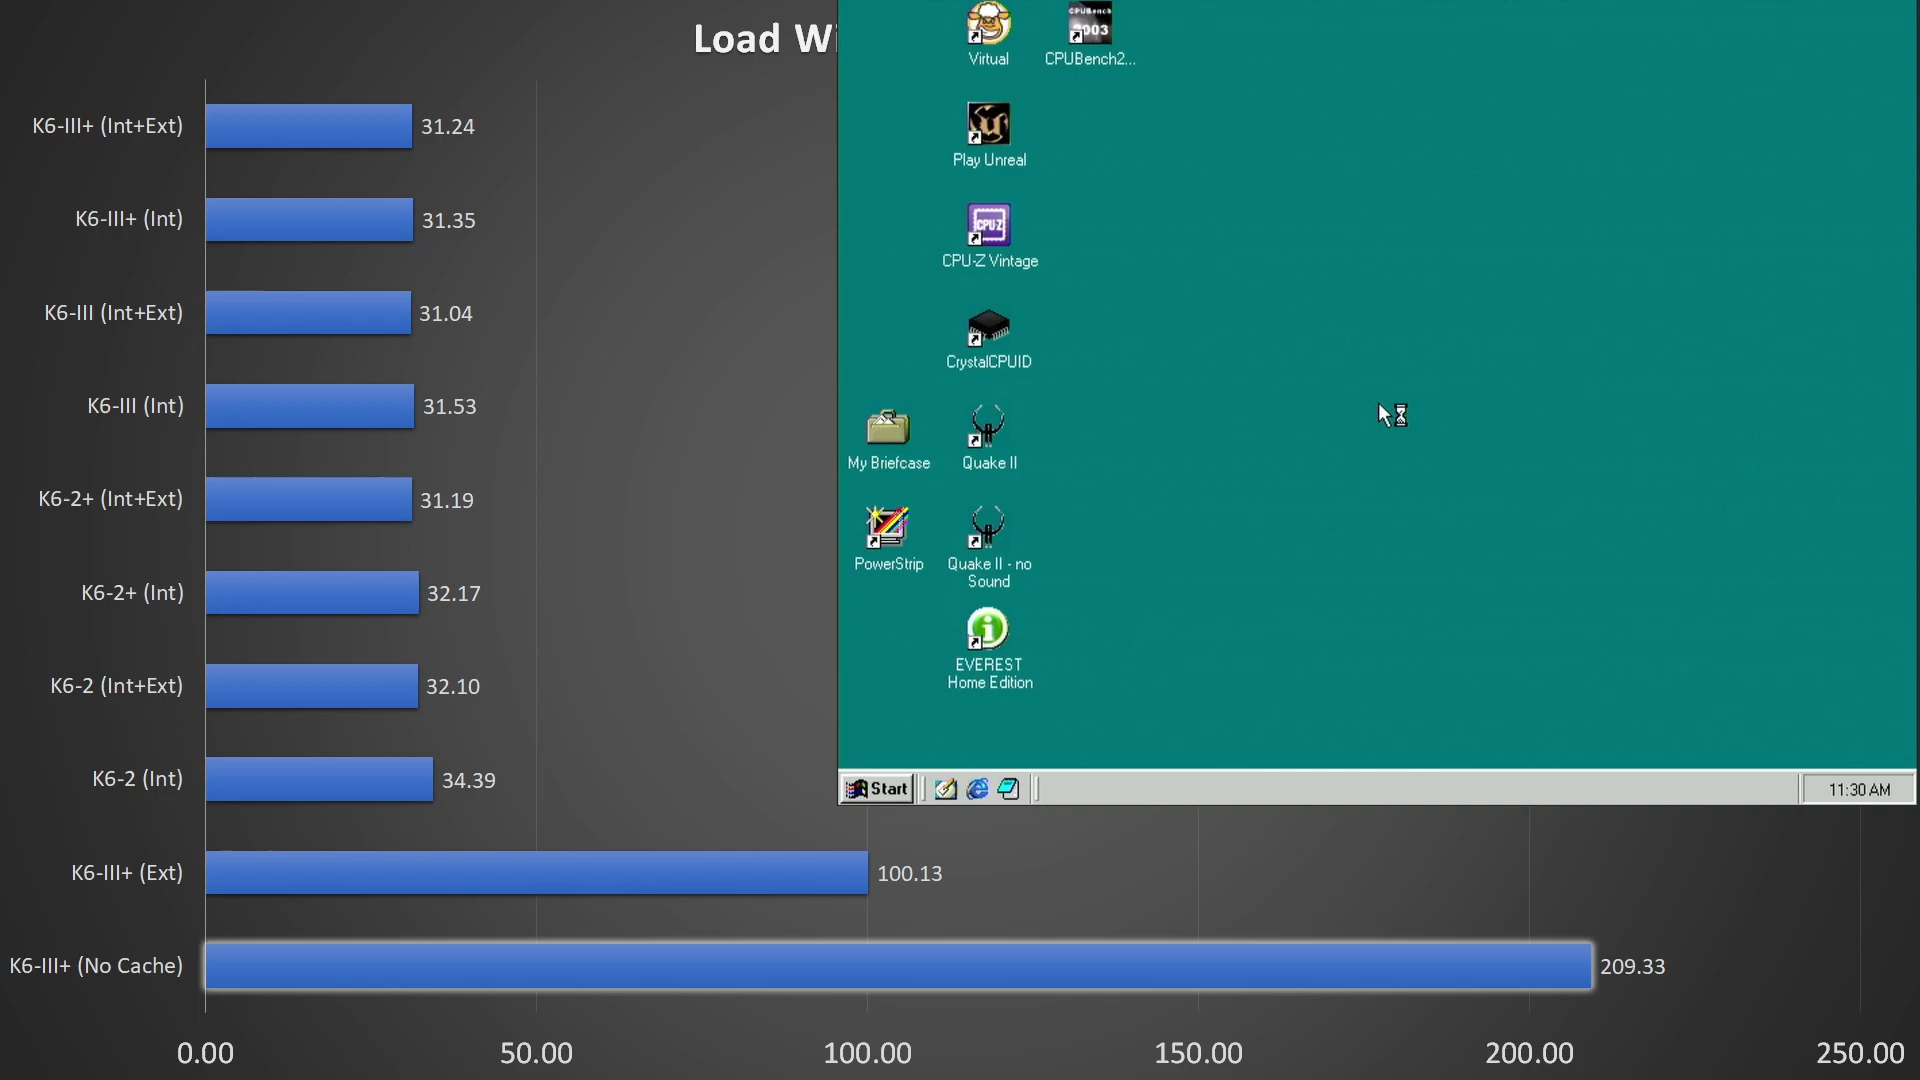 Load Wi
K6-III+ (Int+Ext)
31.24
K6-III+ (Int)
31.35
K6-III (Int+Ext)
31.04
K6-III (Int)
31.53
K6-2+ (Int+Ext)
31.19
K6-2+ (Int)
32.17
K6-2 (Int+Ext)
32.10
K6-2 (Int)
34.39
K6-III+ (Ext)
100.13
K6-III+ (No Cache)
209.33
0.00 50.00 100.00 150.00 200.00 250.00
CPUBench
2003
Virtual
CPUBench2...
Play Unreal
CPU-Z
CPU-Z Vintage
CrystalCPUID
My Briefcase
Quake II
PowerStrip
Quake II - no
Sound
EVEREST
Home Edition
Start
11:30 AM